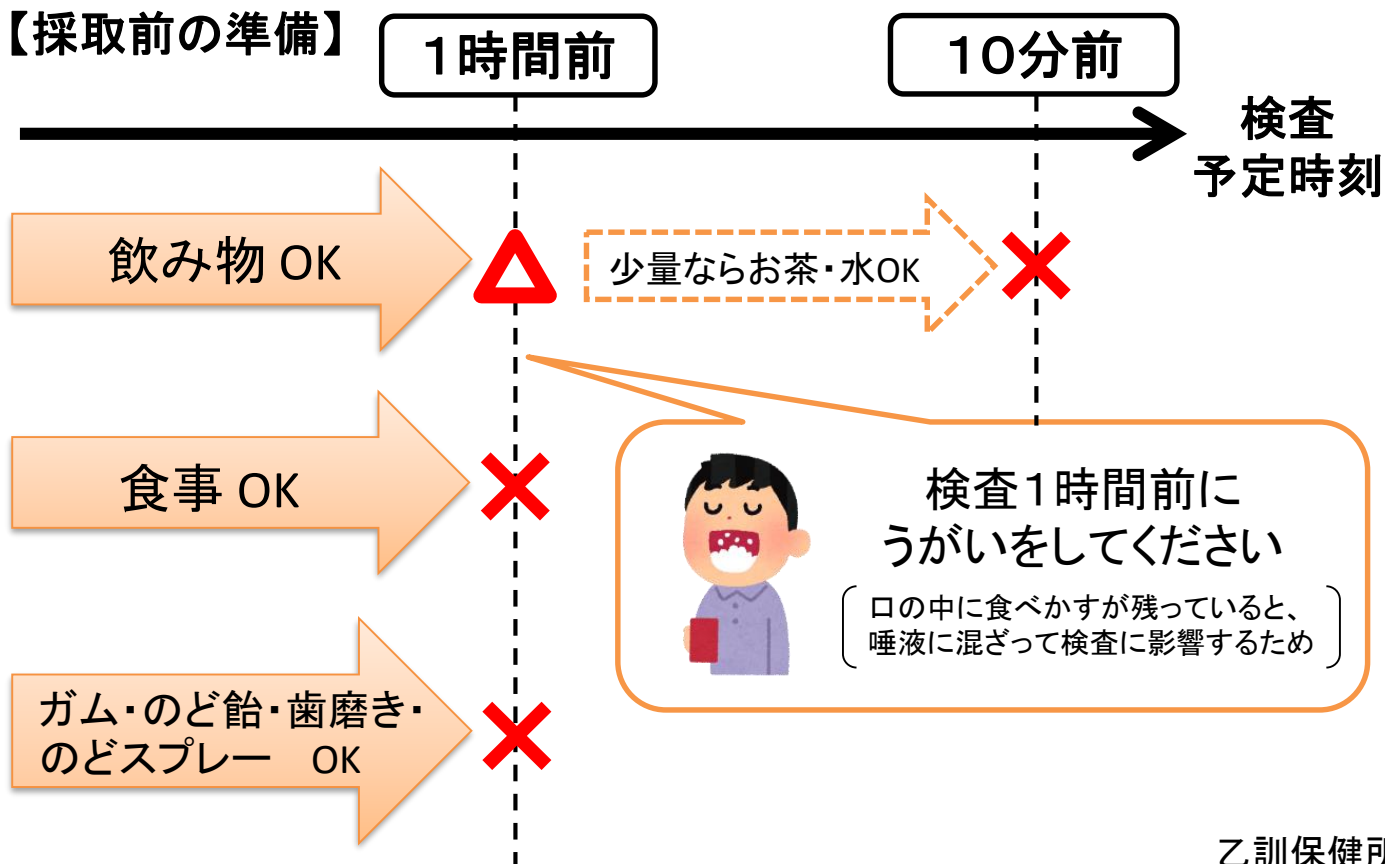 【採取前の準備】
1時間前
10分前
検査
予定時刻
飲み物 OK
少量ならお茶・水OK
食事 OK
検査1時間前に
うがいをしてください
口の中に食べかすが残っていると、
唾液に混ざって検査に影響するため
ガム・のど飴・歯磨き・
のどスプレー　OK
乙訓保健所